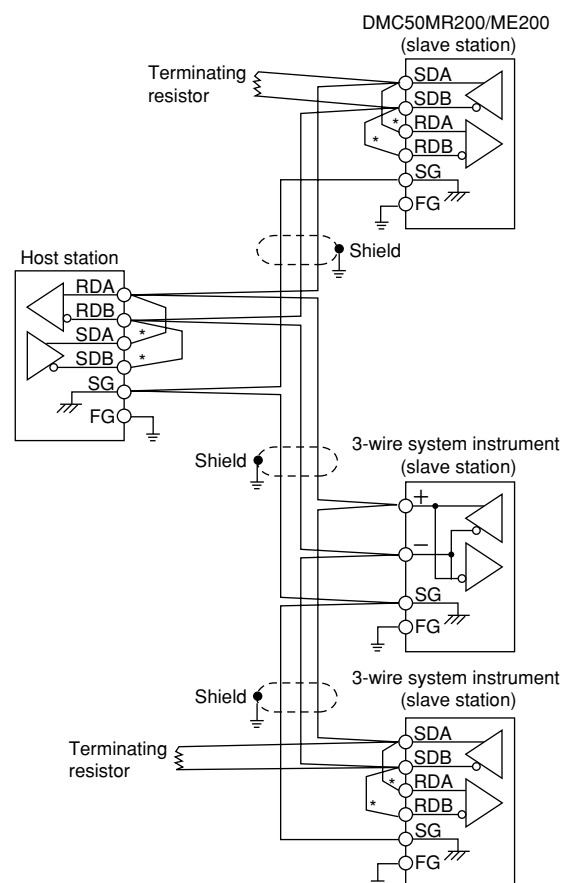 DMC50MR200/ME200
(slave station)
Terminating
resistor
SDA
SDB
*
RDA
*
RDB
SG
FG
Shield
Host station
RDA
RDB
*
SDA
*
SDB
SG
FG
Shield
3-wire system instrument
(slave station)
+
−
SG
FG
3-wire system instrument
(slave station)
Shield
Terminating
resistor
SDA
SDB
*
RDA
*
RDB
SG
FG